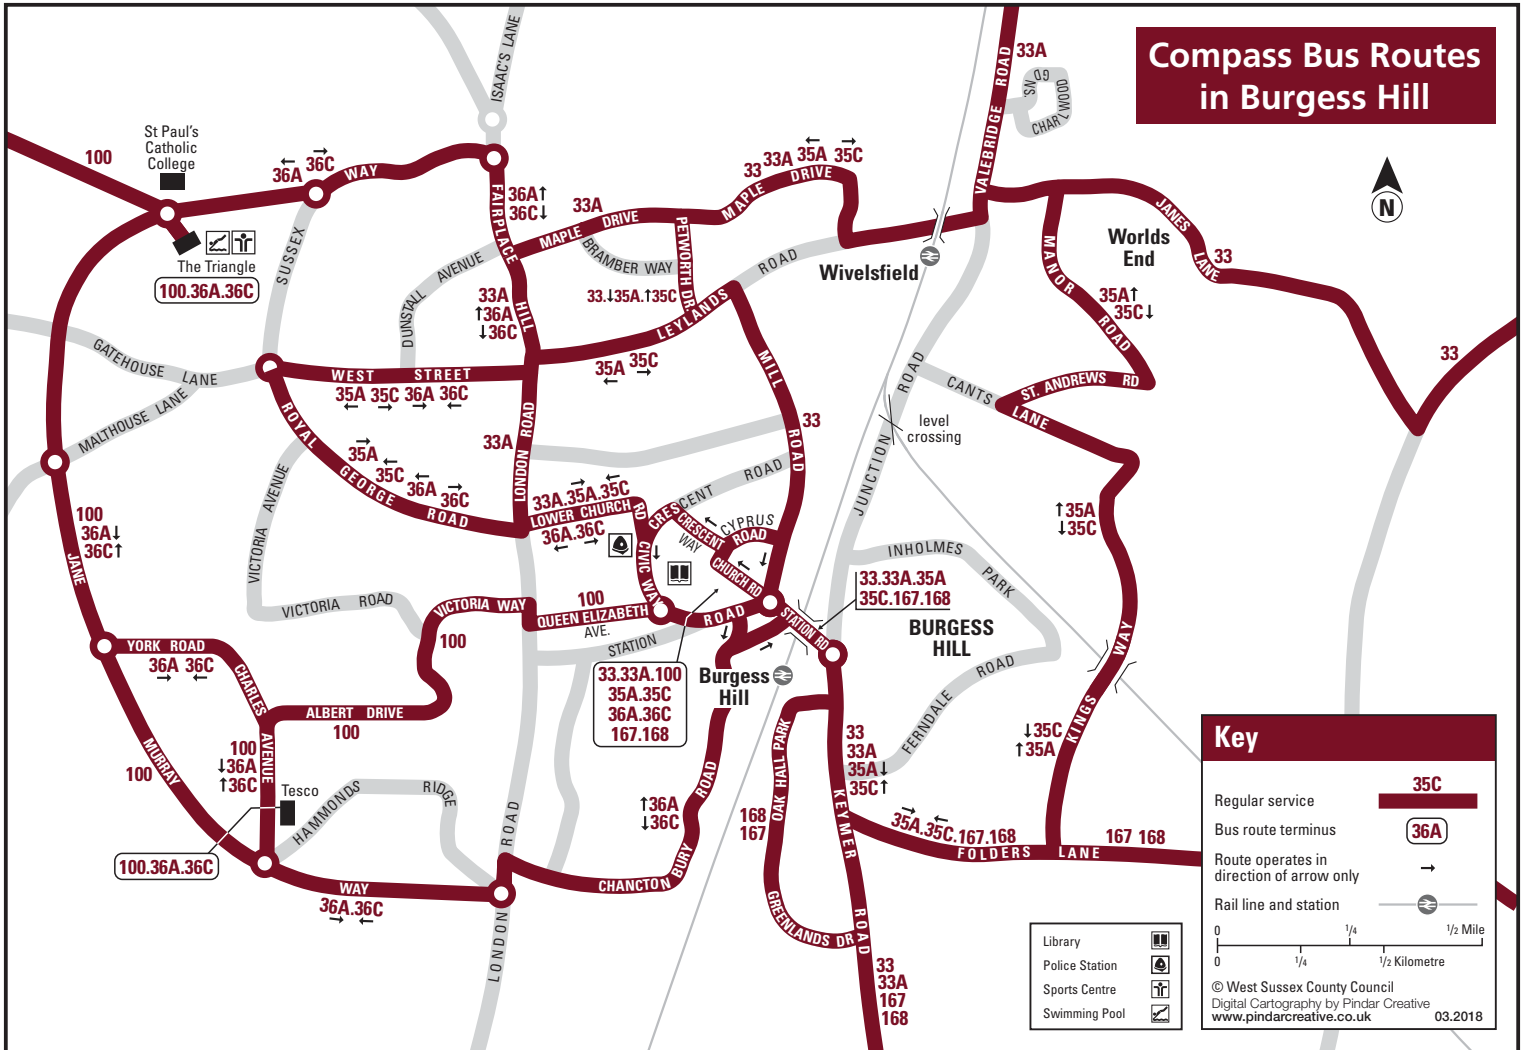 Compass Bus Routes
in Burgess Hill
N
ISAAC'S LANE
33A
VALEBRIDGE ROAD
CHARLWOOD
GDNS.
St Paul's
Catholic
College
100
36A
36C
WAY
The Triangle
100.36A.36C
SUSSEX
FAIRPLACE
HILL
36A
36C
33A
MAPLE DRIVE
MAPLE DRIVE
33
33A
35A
35C
BRAMBER WAY
PETWORTH DR.
33.35A.35C
DUNSTALL AVENUE
33A
36A
36C
LEYLANDS
ROAD
35A
35C
Wivelsfield
JANES
LANE
33
Worlds
End
MANOR
ROAD
35A
35C
ST. ANDREWS RD
CANTS
LANE
33
GATEHOUSE LANE
MALTHOUSE LANE
WEST STREET
35A 35C 36A 36C
MILL
ROAD
33
LONDON ROAD
33A
ROYAL
GEORGE
ROAD
35A
35C
36A
36C
VICTORIA AVENUE
33A.35A.35C
LOWER CHURCH RD
36A.36C
CRESCENT ROAD
CRESCENT
WAY
CYPRUS
ROAD
CHURCH RD
CIVIC WAY
JUNCTION ROAD
level
crossing
35A
35C
INHOLMES
PARK
33.33A.35A
35C.167.168
STATION RD
BURGESS
HILL
FERNDALE ROAD
KINGS WAY
35C
35A
100
36A
36C
JANE
VICTORIA ROAD
VICTORIA WAY
100
QUEEN ELIZABETH
AVE.
100
ROAD
STATION
33.33A.100
35A.35C
36A.36C
167.168
Burgess
Hill
YORK ROAD
36A 36C
CHARLES
AVENUE
ALBERT DRIVE
100
100
36A
36C
MURRAY
100
Tesco
100.36A.36C
HAMMONDS RIDGE
WAY
36A.36C
LONDON
ROAD
CHANCTON
BURY
ROAD
36A
36C
OAK HALL PARK
168
167
GREENLANDS DR
33
33A
35A
35C
KEYMER
ROAD
35A.35C.167.168
FOLDERS LANE
167 168
33
33A
167
168
Library
Police Station
Sports Centre
Swimming Pool
Key
Regular service
35C
Bus route terminus
36A
Route operates in
direction of arrow only
Rail line and station
0 1/4 1/2 Mile
0 1/4 1/2 Kilometre
© West Sussex County Council
Digital Cartography by Pindar Creative
www.pindarcreative.co.uk 03.2018